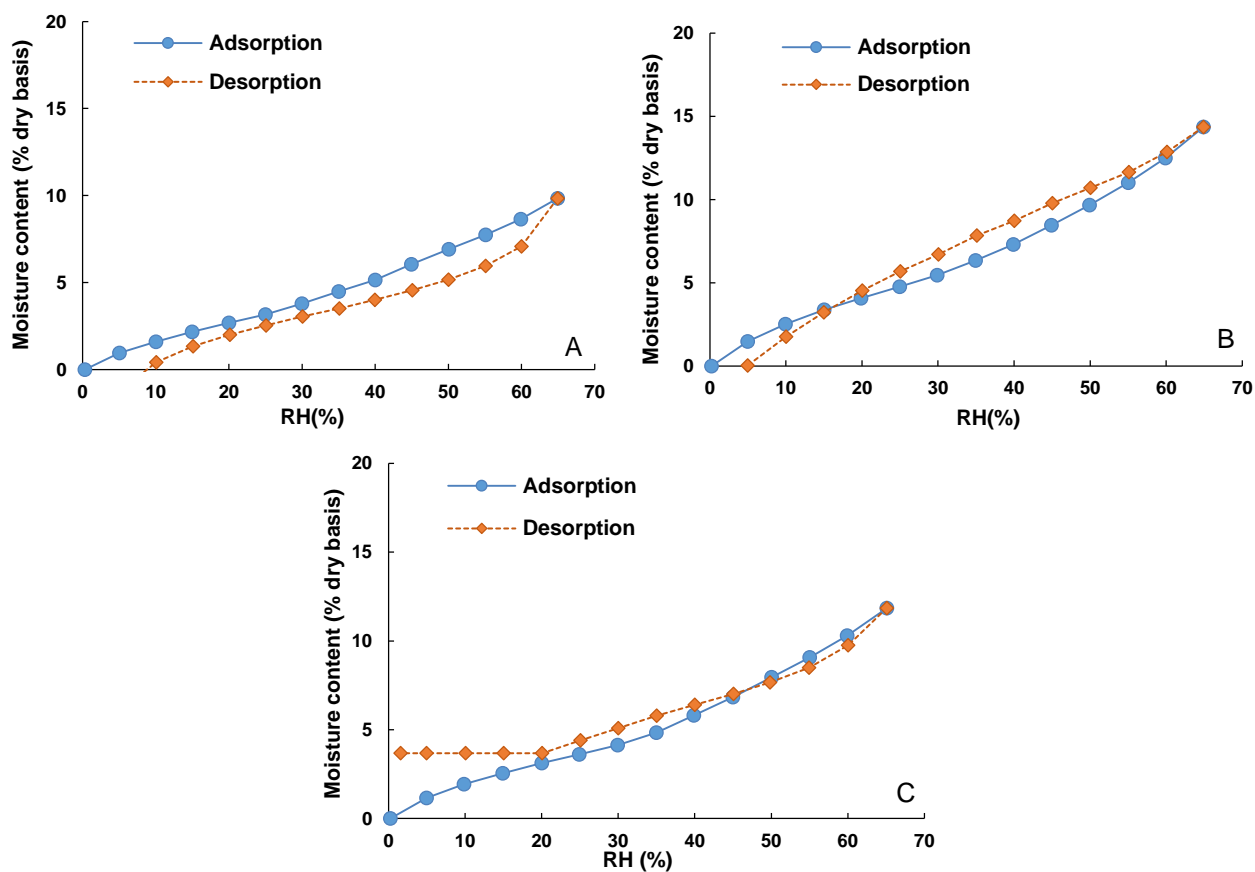 Moisture content (% dry basis)
20
15
10
5
0
Adsorption
Desorption
A
0 10 20 30 40 50 60 70
RH(%)
Moisture content (% dry basis)
20
15
10
5
0
Adsorption
Desorption
B
0 10 20 30 40 50 60 70
RH(%)
Moisture content (% dry basis)
20
15
10
5
0
Adsorption
Desorption
C
0 10 20 30 40 50 60 70
RH (%)